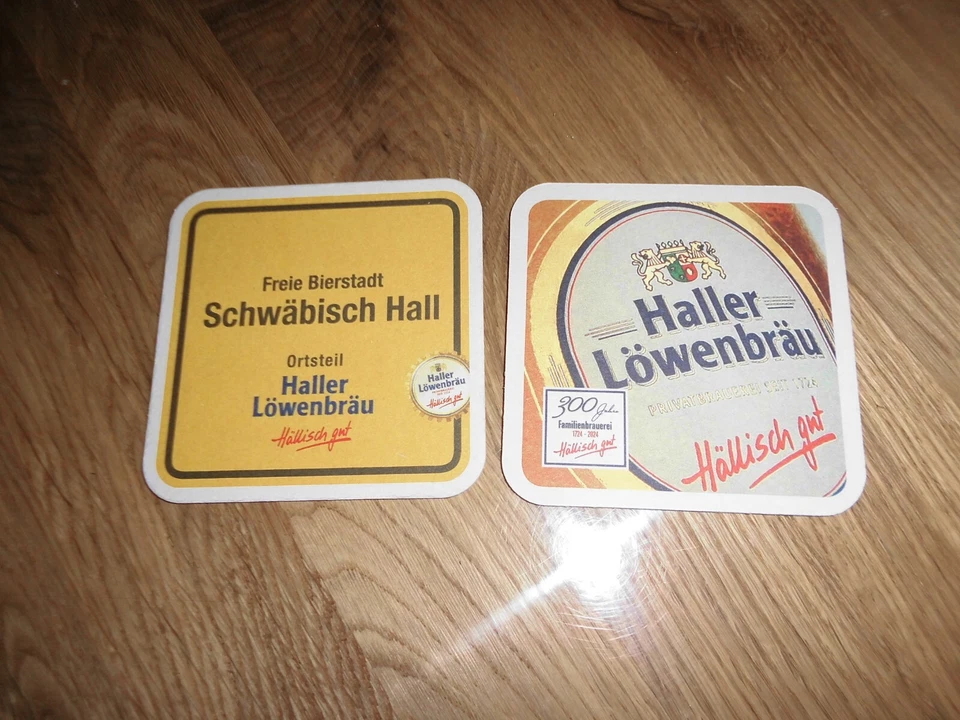 Freie Bierstadt
Schwäbisch Hall
Ortsteil
Haller
Löwenbräu
Hällisch gut
Haller
Löwenbräu
Hällisch gut
Haller
Löwenbräu
PRIVATBRAUEREI SEIT 1724
Hällisch gut
300 Jahre
Familienbrauerei
1724 - 2024
Hällisch gut